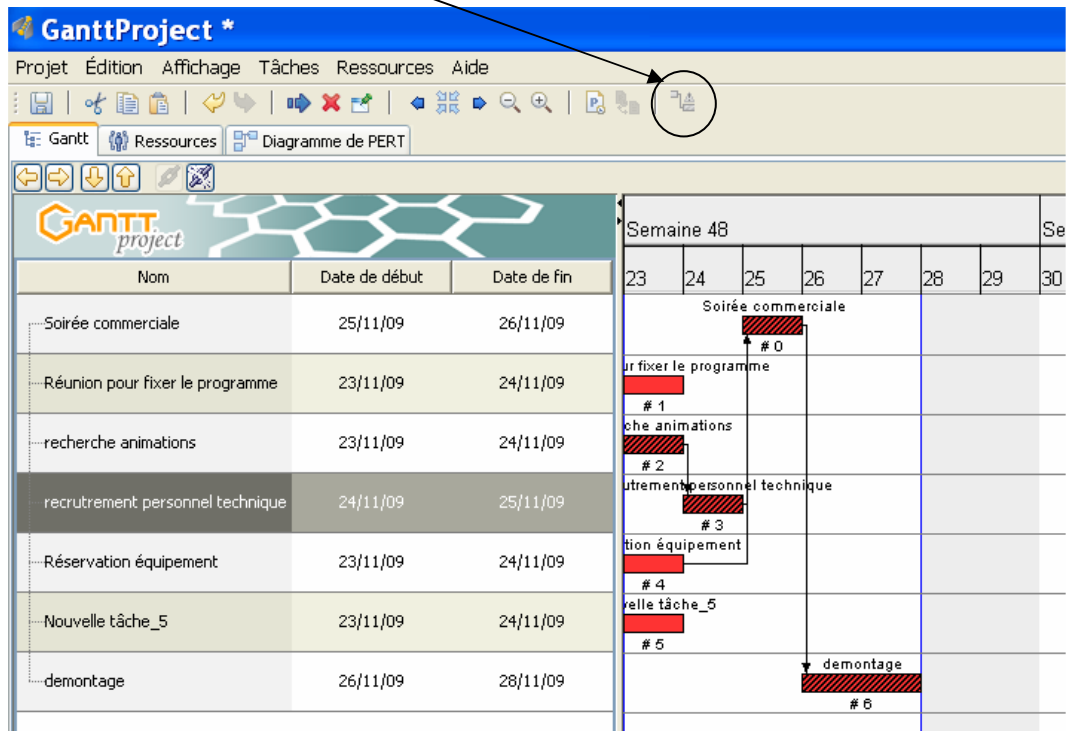 GanttProject *
Projet Édition Affichage Tâches Ressources Aide
Gantt Ressources Diagramme de PERT
GANTT
project
Semaine 48 Se
Nom Date de début Date de fin 23 24 25 26 27 28 29 30
Soirée commerciale 25/11/09 26/11/09
Soirée commerciale
# 0
Réunion pour fixer le programme 23/11/09 24/11/09
ur fixer le programme
# 1
recherche animations 23/11/09 24/11/09
che animations
# 2
recrutrement personnel technique 24/11/09 25/11/09
utrement personnel technique
# 3
Réservation équipement 23/11/09 24/11/09
tion équipement
# 4
Nouvelle tâche_5 23/11/09 24/11/09
velle tâche_5
# 5
demontage 26/11/09 28/11/09
demontage
# 6